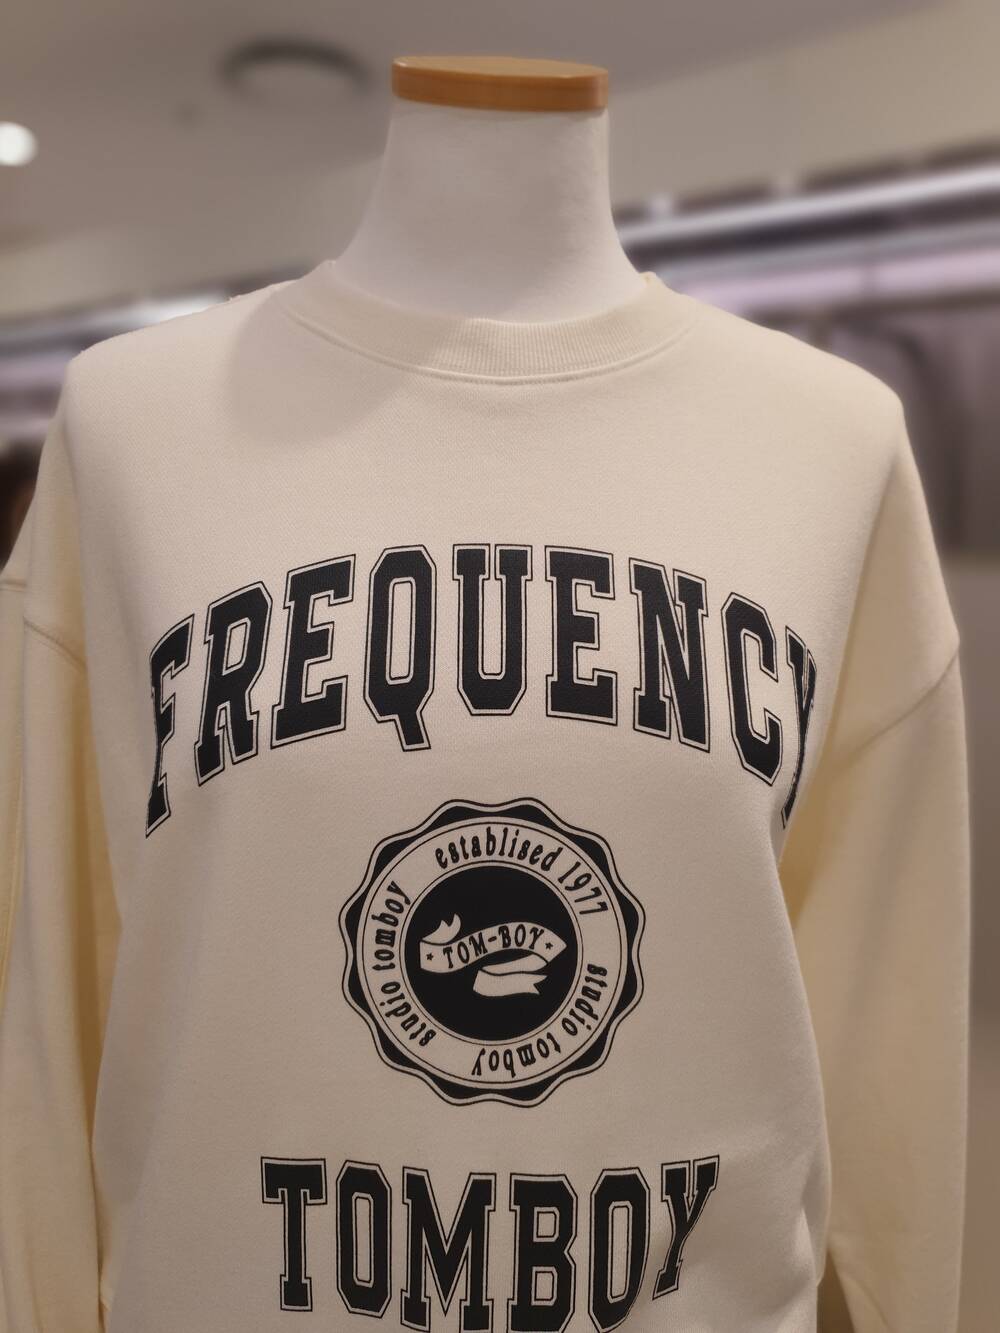 FREQUENCY
establised 1977
studio tomboy
studio tomboy
TOM-BOY
TOMBOY